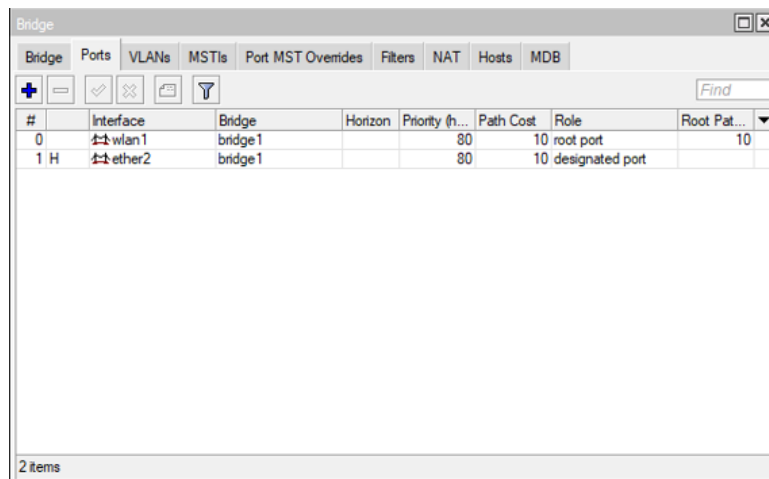 Bridge
Bridge Ports VLANs MSTIs Port MST Overrides Filters NAT Hosts MDB
Find
# Interface Bridge Horizon Priority (h... Path Cost Role Root Pat...
0 wlan1 bridge1 80 10 root port 10
1 H ether2 bridge1 80 10 designated port
2 items